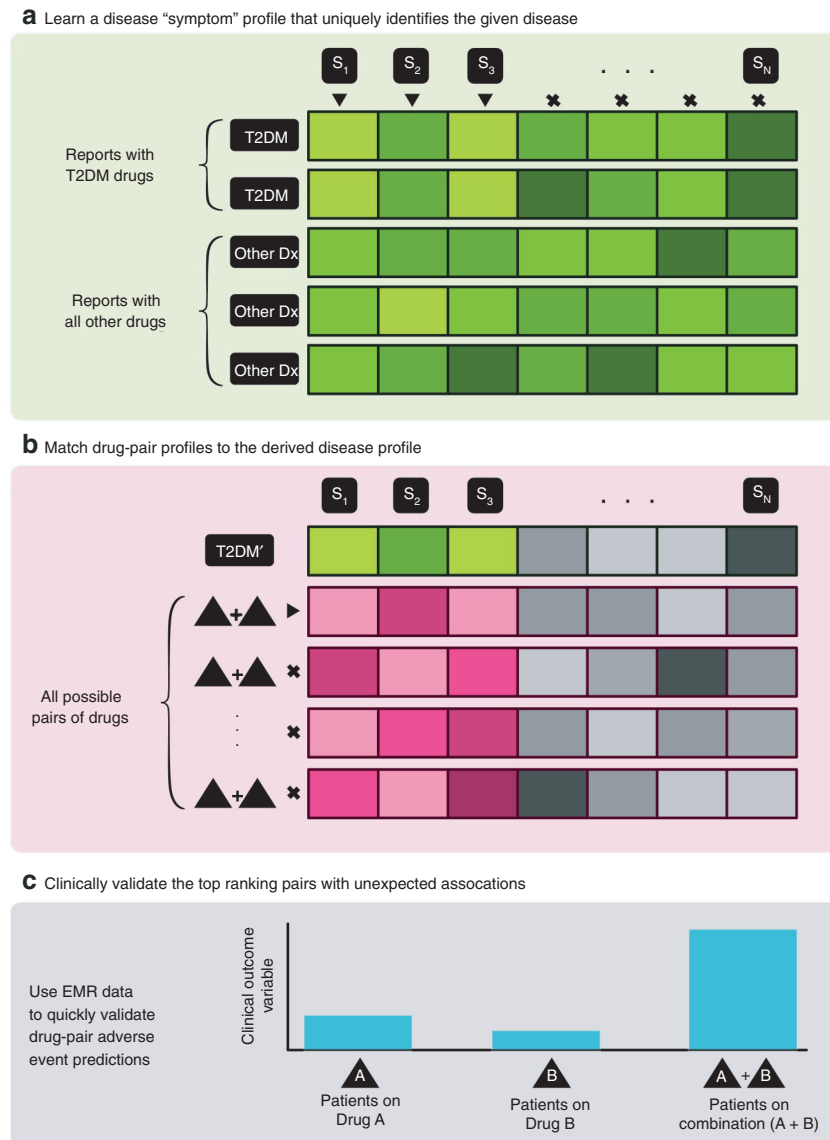 a Learn a disease “symptom” profile that uniquely identifies the given disease
S1 S2 S3 . . . SN
Reports with
T2DM drugs
T2DM
T2DM
Reports with
all other drugs
Other Dx
Other Dx
Other Dx
b Match drug-pair profiles to the derived disease profile
S1 S2 S3 . . . SN
T2DM′
All possible
pairs of drugs
+
+
.
.
.
+
c Clinically validate the top ranking pairs with unexpected assocations
Use EMR data
to quickly validate
drug-pair adverse
event predictions
Clinical outcome
variable
A
Patients on
Drug A
B
Patients on
Drug B
A + B
Patients on
combination (A + B)